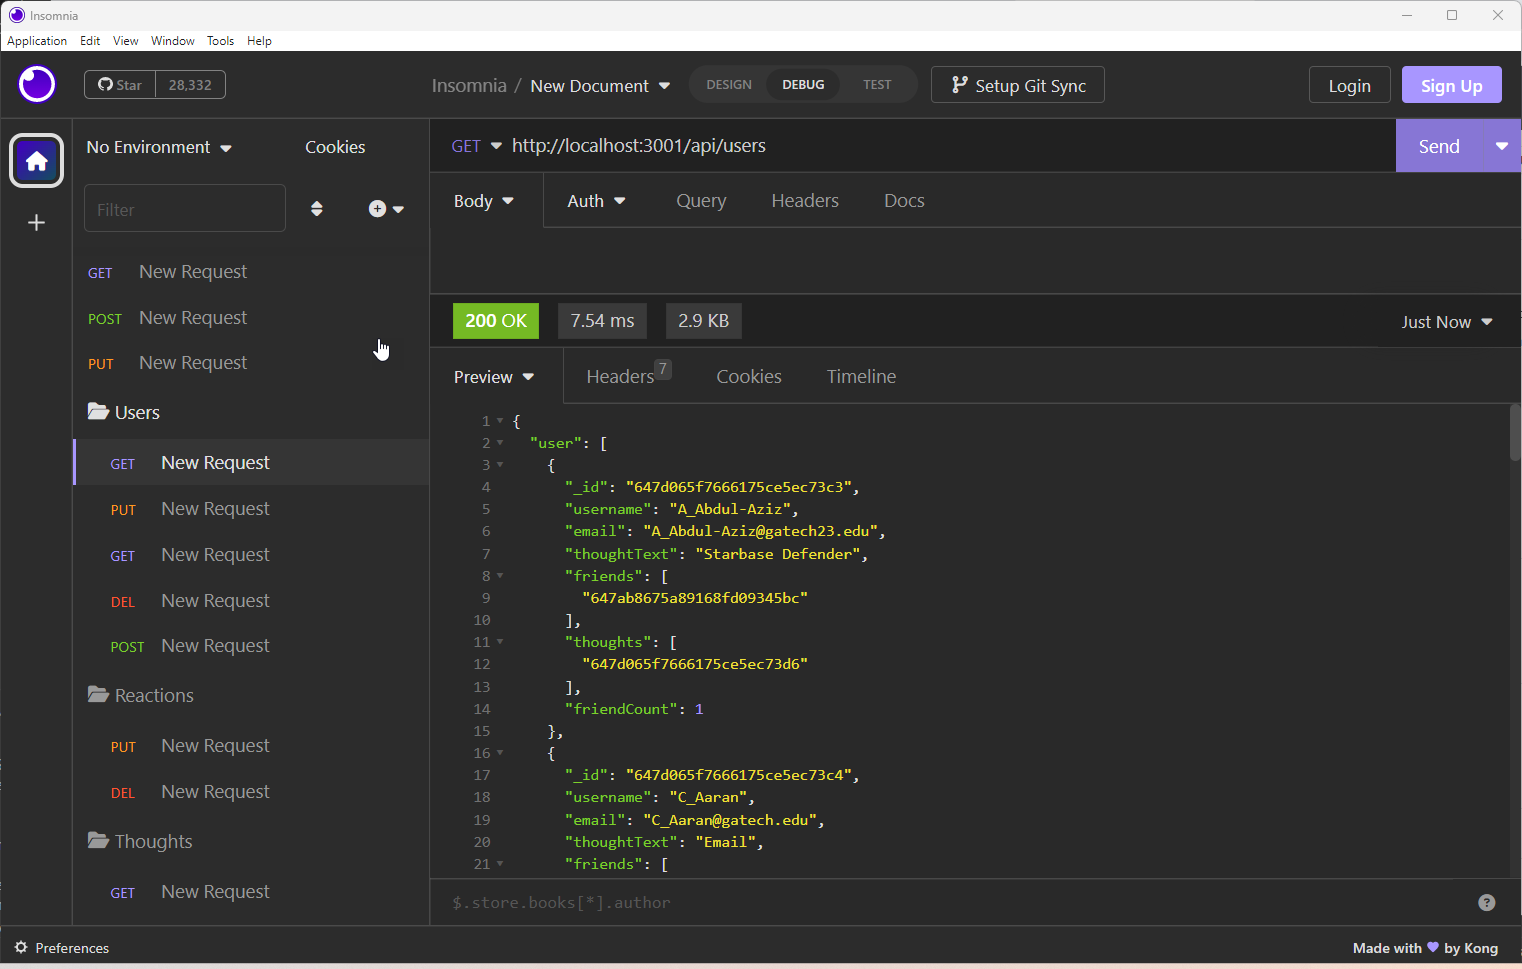 Insomnia
Application Edit View Window Tools Help
Star 28,332
Insomnia / New Document
DESIGN DEBUG TEST
Setup Git Sync
Login
Sign Up
No Environment
Cookies
Filter
GET New Request
POST New Request
PUT New Request
Users
GET New Request
PUT New Request
GET New Request
DEL New Request
POST New Request
Reactions
PUT New Request
DEL New Request
Thoughts
GET New Request
GET http://localhost:3001/api/users
Send
Body Auth Query Headers Docs
200 OK 7.54 ms 2.9 KB
Just Now
Preview Headers 7 Cookies Timeline
1 {
2 "user": [
3 {
4 "_id": "647d065f7666175ce5ec73c3",
5 "username": "A_Abdul-Aziz",
6 "email": "A_Abdul-Aziz@gatech23.edu",
7 "thoughtText": "Starbase Defender",
8 "friends": [
9 "647ab8675a89168fd09345bc"
10 ],
11 "thoughts": [
12 "647d065f7666175ce5ec73d6"
13 ],
14 "friendCount": 1
15 },
16 {
17 "_id": "647d065f7666175ce5ec73c4",
18 "username": "C_Aaran",
19 "email": "C_Aaran@gatech.edu",
20 "thoughtText": "Email",
21 "friends": [
$.store.books[*].author
?
Preferences
Made with 💜 by Kong